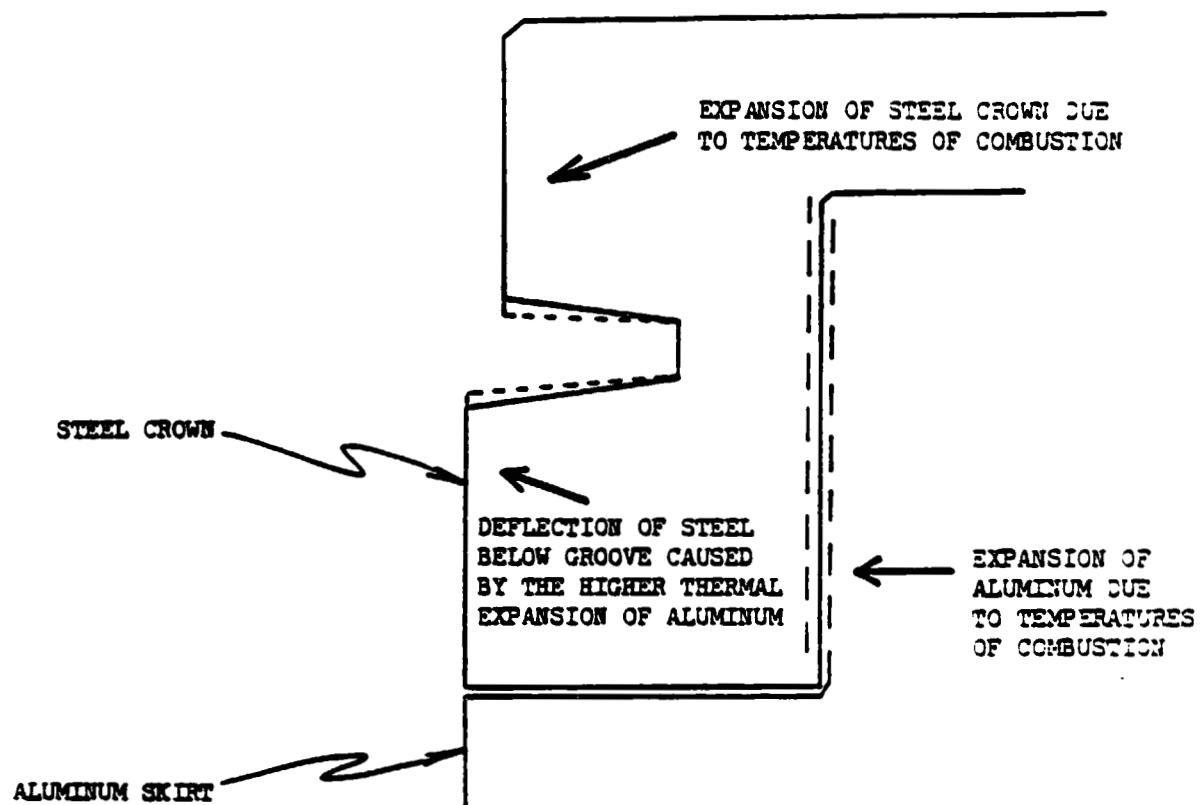 EXPANSION OF STEEL CROWN DUE
TO TEMPERATURES OF COMBUSTION
STEEL CROWN
DEFLECTION OF STEEL
BELOW GROOVE CAUSED
BY THE HIGHER THERMAL
EXPANSION OF ALUMINUM
EXPANSION OF
ALUMINUM DUE
TO TEMPERATURES
OF COMBUSTION
ALUMINUM SKIRT